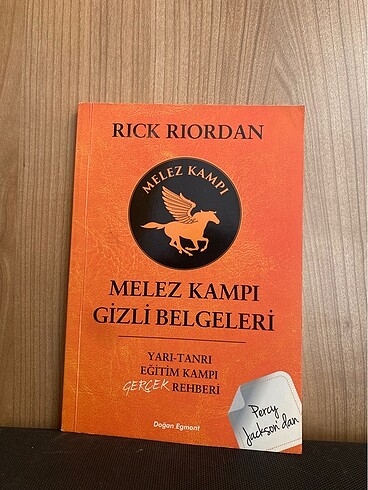 RICK RIORDAN
MELEZ KAMPI
MELEZ KAMPI
GİZLİ BELGELERİ
YARI-TANRI
EĞİTİM KAMPI
GERÇEK REHBERİ
Percy
Jackson'dan
Doğan Egmont